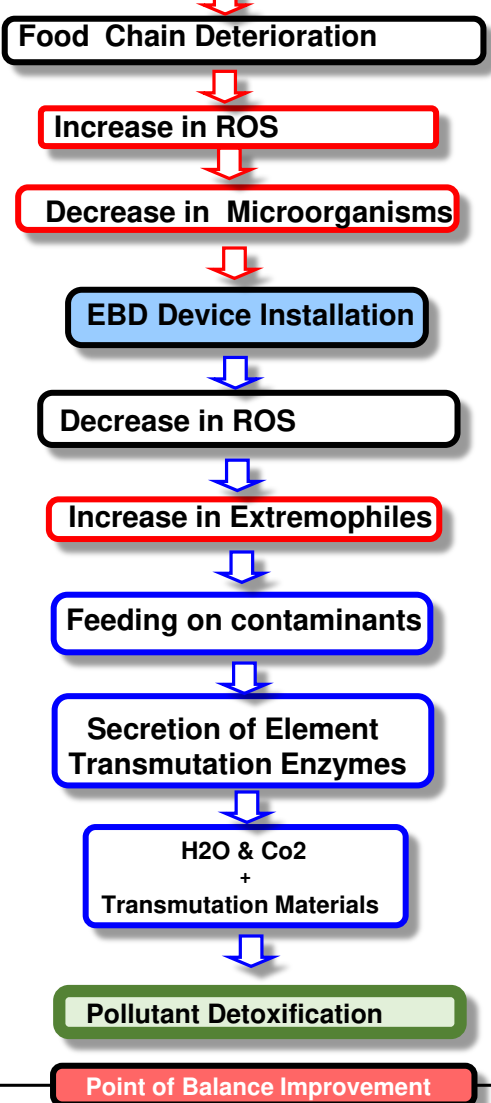 Food Chain Deterioration
Increase in ROS
Decrease in Microorganisms
EBD Device Installation
Decrease in ROS
Increase in Extremophiles
Feeding on contaminants
Secretion of Element
Transmutation Enzymes
H2O & Co2
+
Transmutation Materials
Pollutant Detoxification
Point of Balance Improvement